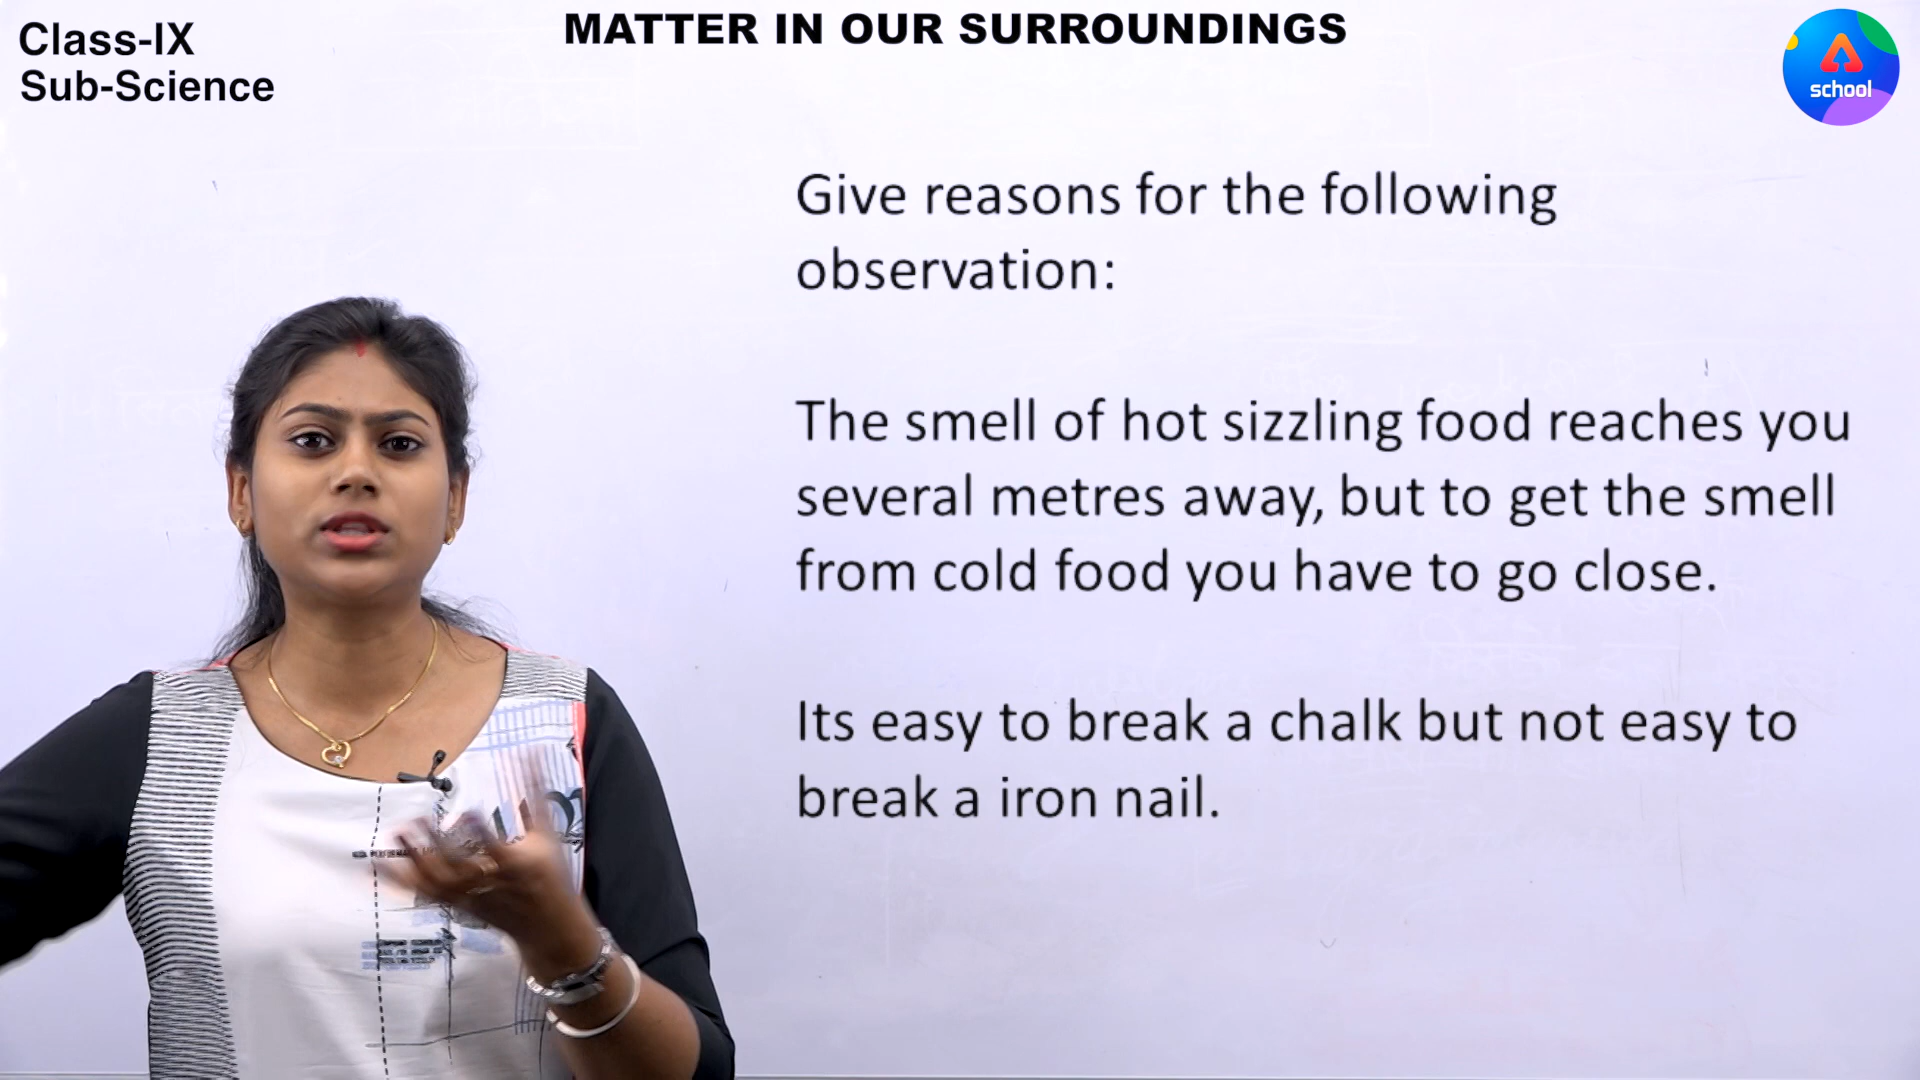 Class-IX
Sub-Science
MATTER IN OUR SURROUNDINGS
school
Give reasons for the following
observation:
The smell of hot sizzling food reaches you
several metres away, but to get the smell
from cold food you have to go close.
Its easy to break a chalk but not easy to
break a iron nail.